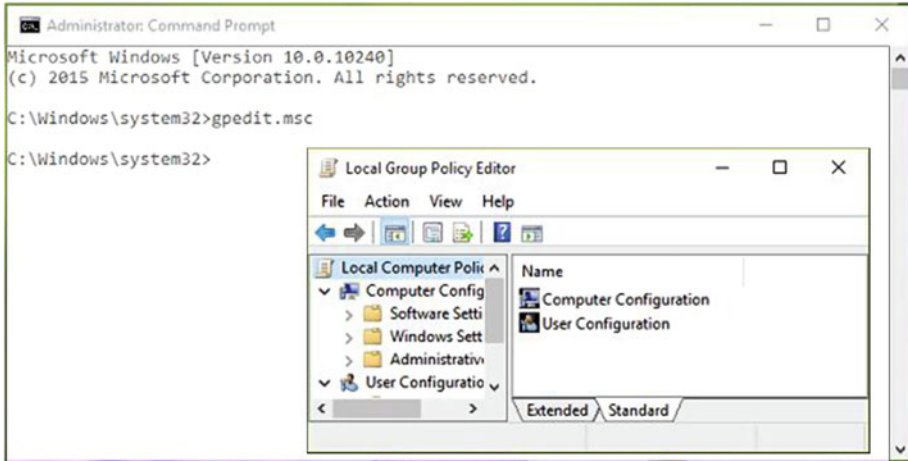 Administrator: Command Prompt
Microsoft Windows [Version 10.0.10240]
(c) 2015 Microsoft Corporation. All rights reserved.
C:\Windows\system32>gpedit.msc
C:\Windows\system32>
Local Group Policy Editor
File Action View Help
Local Computer Polic
Computer Config
Software Setti
Windows Sett
Administrativ
User Configuratio
Name
Computer Configuration
User Configuration
Extended Standard